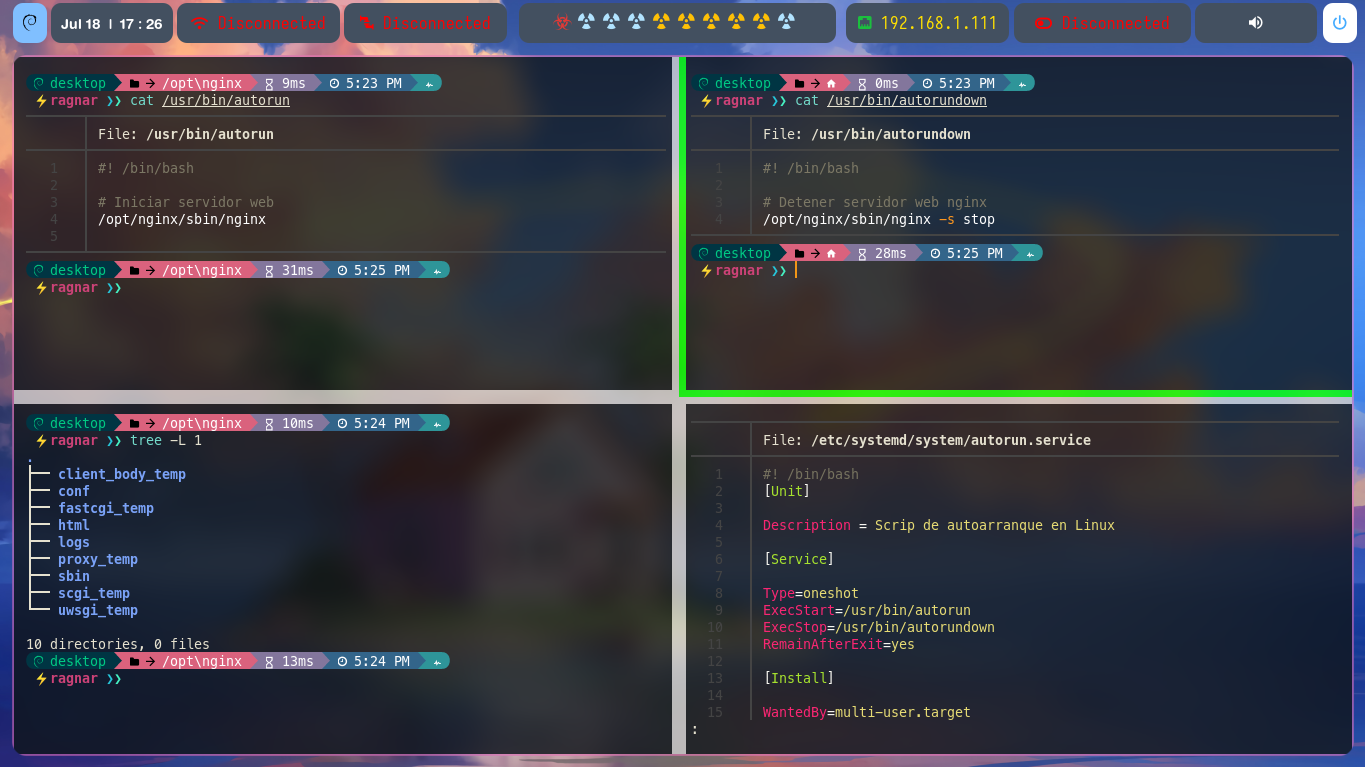 Jul 18 | 17 : 26 Disconnected Disconnected 192.168.1.111 Disconnected
desktop /opt\nginx 9ms 5:23 PM
ragnar ❯❯ cat /usr/bin/autorun
File: /usr/bin/autorun
1 #! /bin/bash
2
3 # Iniciar servidor web
4 /opt/nginx/sbin/nginx
5
desktop /opt\nginx 31ms 5:25 PM
ragnar ❯❯
desktop 0ms 5:23 PM
ragnar ❯❯ cat /usr/bin/autorundown
File: /usr/bin/autorundown
1 #! /bin/bash
2
3 # Detener servidor web nginx
4 /opt/nginx/sbin/nginx -s stop
desktop 28ms 5:25 PM
ragnar ❯❯
desktop /opt\nginx 10ms 5:24 PM
ragnar ❯❯ tree -L 1
.
├── client_body_temp
├── conf
├── fastcgi_temp
├── html
├── logs
├── proxy_temp
├── sbin
├── scgi_temp
└── uwsgi_temp
10 directories, 0 files
desktop /opt\nginx 13ms 5:24 PM
ragnar ❯❯
File: /etc/systemd/system/autorun.service
1 #! /bin/bash
2 [Unit]
3
4 Description = Scrip de autoarranque en Linux
5
6 [Service]
7
8 Type=oneshot
9 ExecStart=/usr/bin/autorun
10 ExecStop=/usr/bin/autorundown
11 RemainAfterExit=yes
12
13 [Install]
14
15 WantedBy=multi-user.target
: